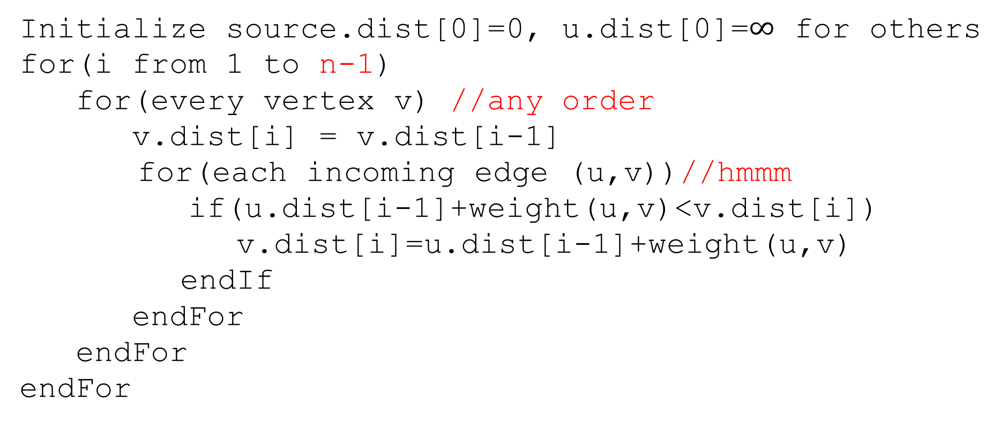 Initialize source.dist[0]=0, u.dist[0]=∞ for others
for(i from 1 to n-1)
for(every vertex v) //any order
v.dist[i] = v.dist[i-1]
for(each incoming edge (u,v))//hmmm
if(u.dist[i-1]+weight(u,v)<v.dist[i])
v.dist[i]=u.dist[i-1]+weight(u,v)
endIf
endFor
endFor
endFor